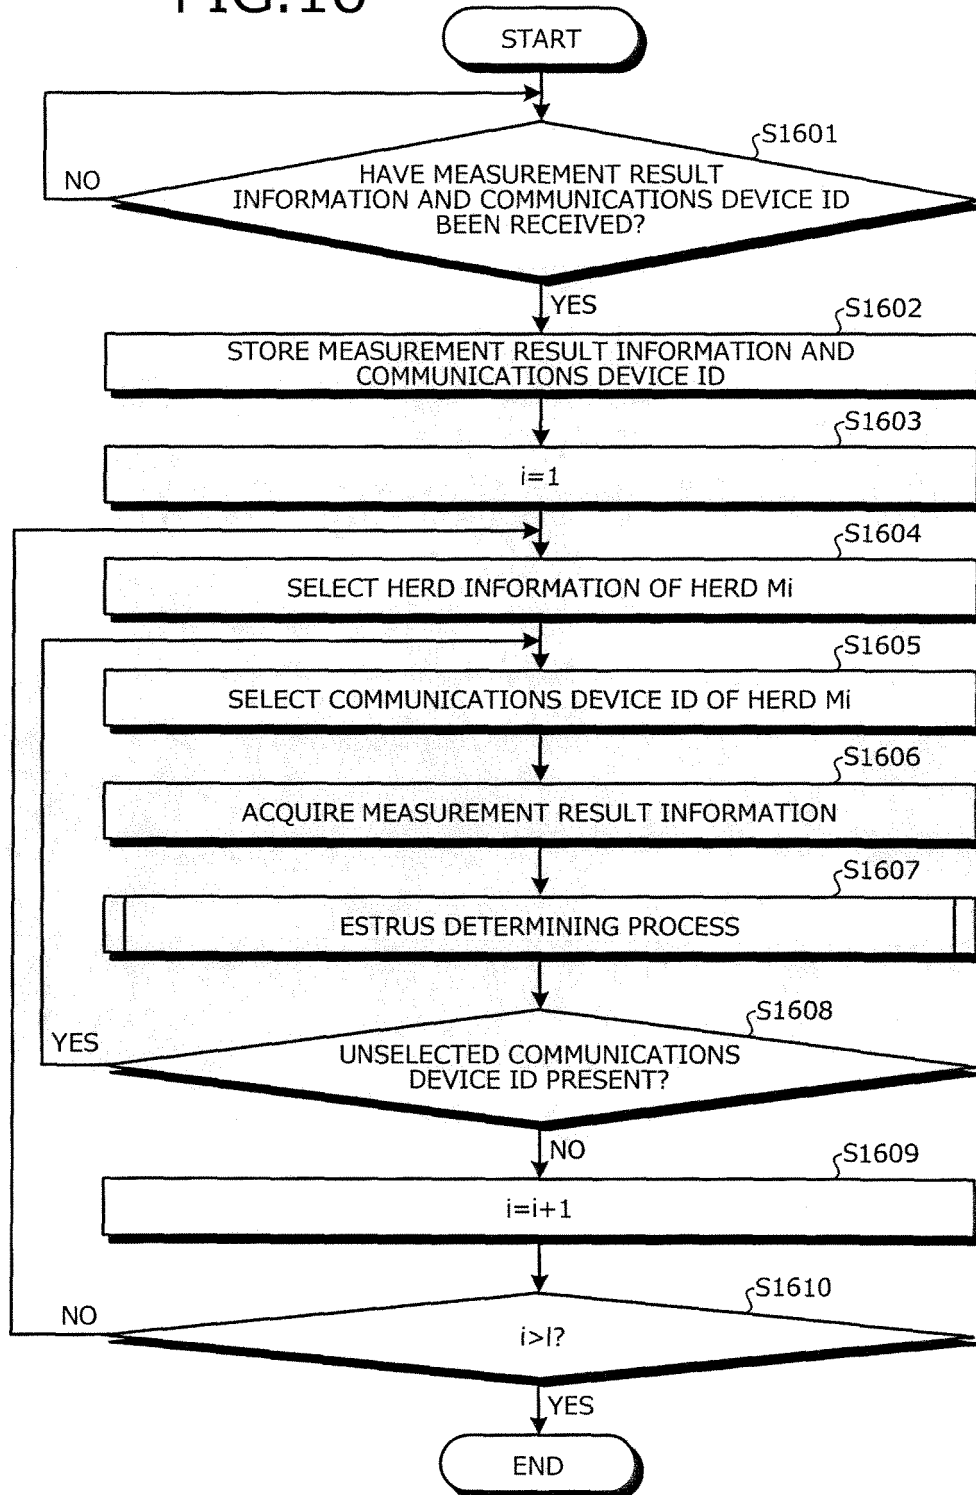 FIG.16
START
S1601
HAVE MEASUREMENT RESULT
INFORMATION AND COMMUNICATIONS DEVICE ID
BEEN RECEIVED?
NO
YES
S1602
STORE MEASUREMENT RESULT INFORMATION AND
COMMUNICATIONS DEVICE ID
S1603
i=1
S1604
SELECT HERD INFORMATION OF HERD Mi
S1605
SELECT COMMUNICATIONS DEVICE ID OF HERD Mi
S1606
ACQUIRE MEASUREMENT RESULT INFORMATION
S1607
ESTRUS DETERMINING PROCESS
S1608
YES
UNSELECTED COMMUNICATIONS
DEVICE ID PRESENT?
NO
S1609
i=i+1
S1610
NO
i>I?
YES
END